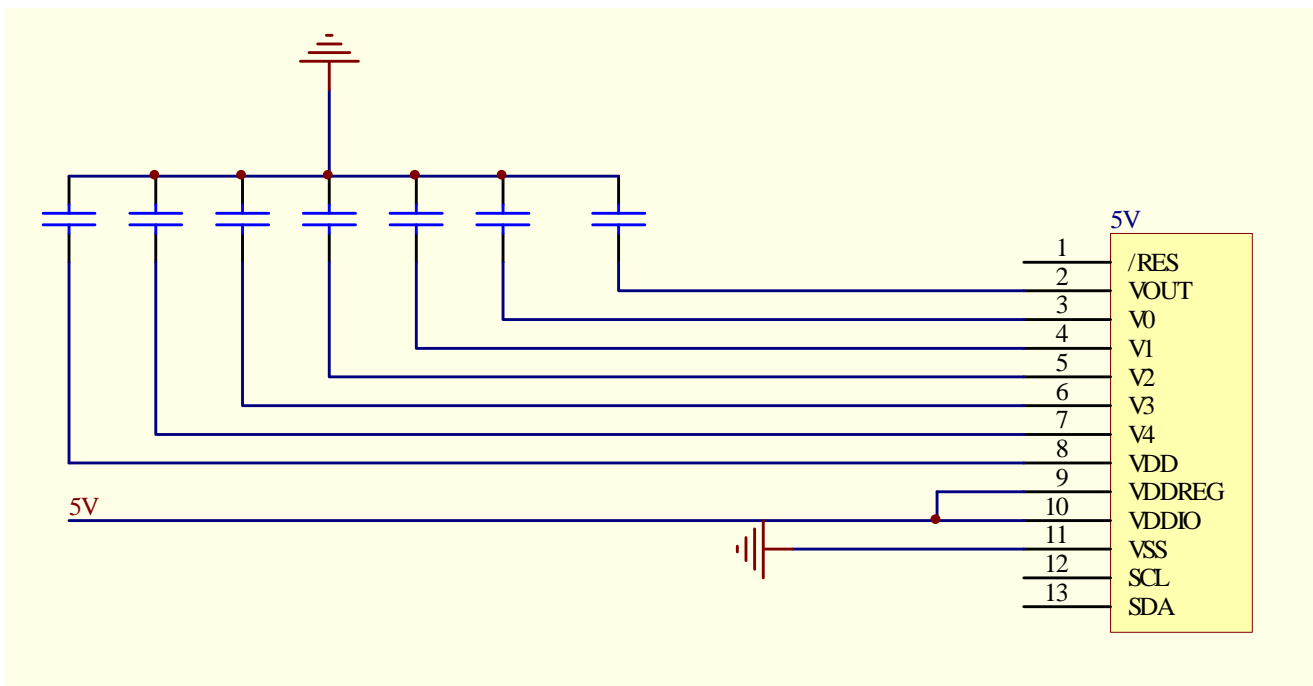 5V
1 /RES
2 VOUT
3 V0
4 V1
5 V2
6 V3
7 V4
8 VDD
9 VDDREG
5V
10 VDDIO
11 VSS
12 SCL
13 SDA